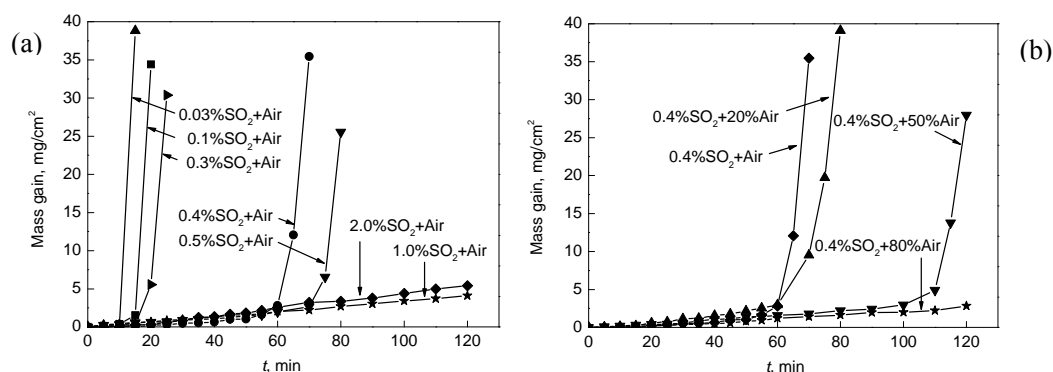 (a)
Mass gain, mg/cm²
40
35
30
25
20
15
10
5
0
0.03%SO₂+Air
0.1%SO₂+Air
0.3%SO₂+Air
0.4%SO₂+Air
0.5%SO₂+Air
2.0%SO₂+Air
1.0%SO₂+Air
0 20 40 60 80 100 120
t, min
(b)
Mass gain, mg/cm²
40
35
30
25
20
15
10
5
0
0.4%SO₂+20%Air
0.4%SO₂+Air
0.4%SO₂+50%Air
0.4%SO₂+80%Air
0 20 40 60 80 100 120
t, min